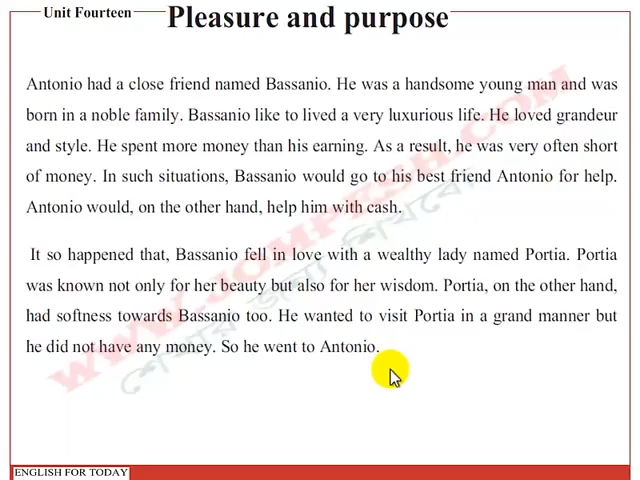 Unit Fourteen
Pleasure and purpose
Antonio had a close friend named Bassanio. He was a handsome young man and was
born in a noble family. Bassanio like to lived a very luxurious life. He loved grandeur
and style. He spent more money than his earning. As a result, he was very often short
of money. In such situations, Bassanio would go to his best friend Antonio for help.
Antonio would, on the other hand, help him with cash.
It so happened that, Bassanio fell in love with a wealthy lady named Portia. Portia
was known not only for her beauty but also for her wisdom. Portia, on the other hand,
had softness towards Bassanio too. He wanted to visit Portia in a grand manner but
he did not have any money. So he went to Antonio.
WWW.JOMPESH.COM
শেখার জন্যে
ENGLISH FOR TODAY